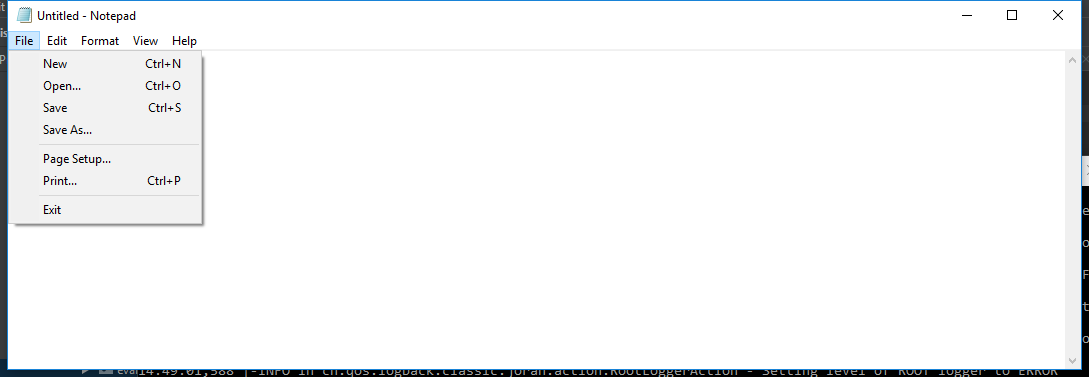 Untitled - Notepad
File Edit Format View Help
New Ctrl+N
Open... Ctrl+O
Save Ctrl+S
Save As...
Page Setup...
Print... Ctrl+P
Exit
14:49:01,588 |-INFO in ch.qos.logback.classic.joran.action.RootLoggerAction - Setting level of ROOT logger to ERROR